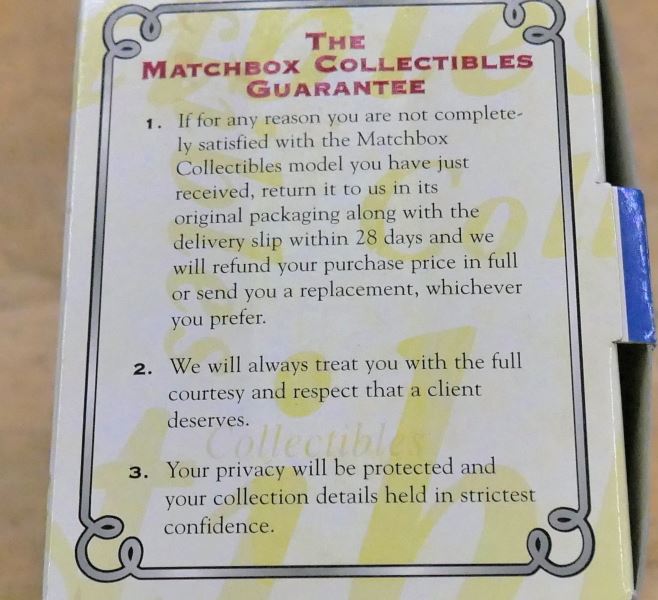 THE
MATCHBOX COLLECTIBLES
GUARANTEE
1. If for any reason you are not complete-
ly satisfied with the Matchbox
Collectibles model you have just
received, return it to us in its
original packaging along with the
delivery slip within 28 days and we
will refund your purchase price in full
or send you a replacement, whichever
you prefer.
2. We will always treat you with the full
courtesy and respect that a client
deserves.
Collectibles
3. Your privacy will be protected and
your collection details held in strictest
confidence.